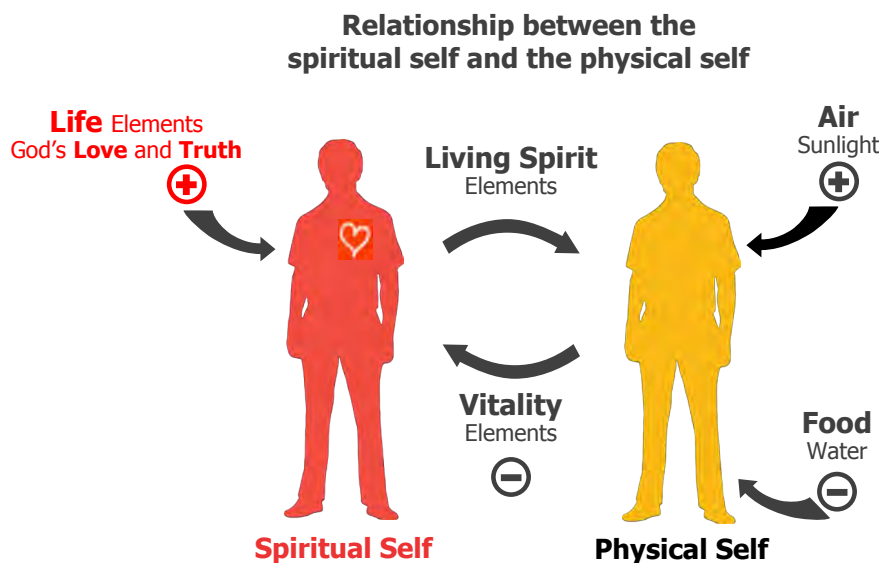 Relationship between the
spiritual self and the physical self
Life Elements
God's Love and Truth
Living Spirit
Elements
Air
Sunlight
Vitality
Elements
Food
Water
Spiritual Self
Physical Self